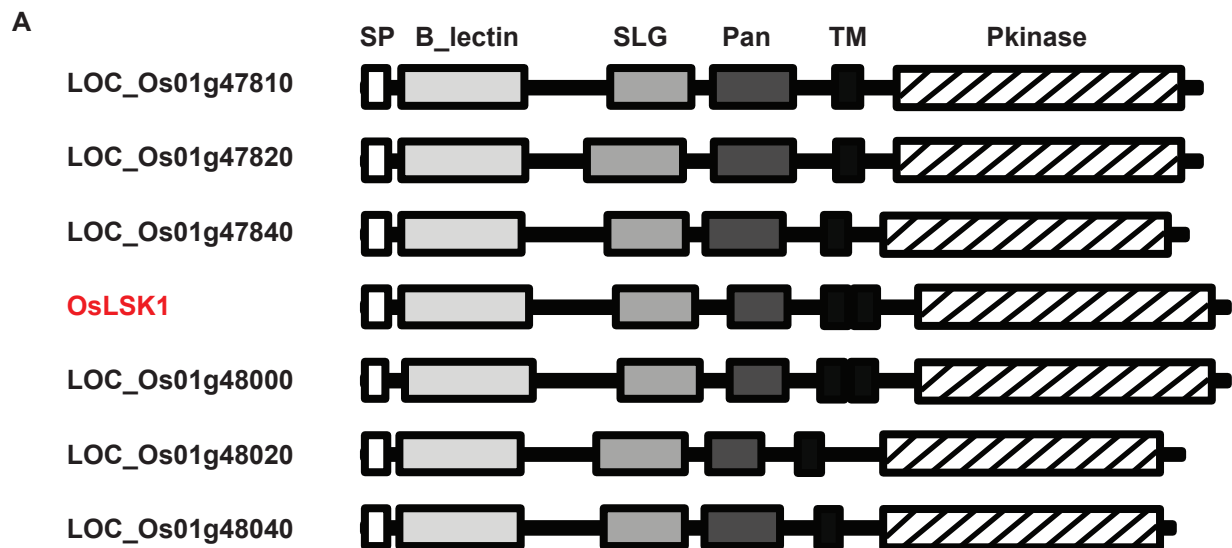 A
SP B_lectin SLG Pan TM Pkinase
LOC_Os01g47810
LOC_Os01g47820
LOC_Os01g47840
OsLSK1
LOC_Os01g48000
LOC_Os01g48020
LOC_Os01g48040